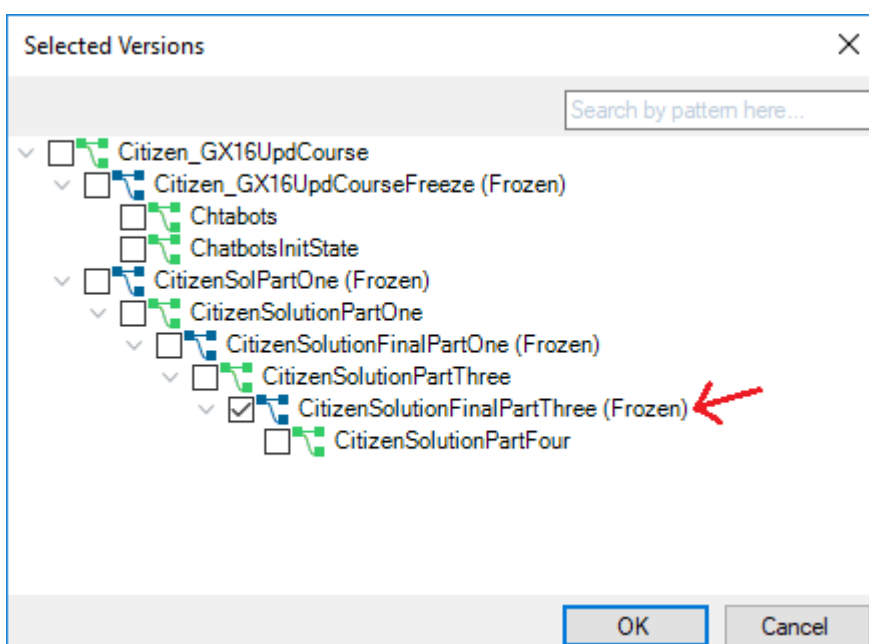 Selected Versions
Search by pattern here...
Citizen_GX16UpdCourse
Citizen_GX16UpdCourseFreeze (Frozen)
Chtabots
ChatbotsInitState
CitizenSolPartOne (Frozen)
CitizenSolutionPartOne
CitizenSolutionFinalPartOne (Frozen)
CitizenSolutionPartThree
CitizenSolutionFinalPartThree (Frozen)
CitizenSolutionPartFour
OK
Cancel